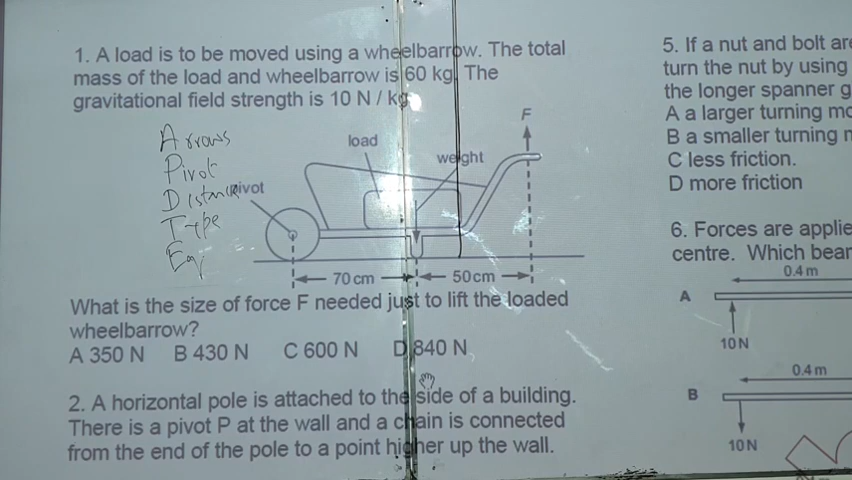 1. A load is to be moved using a wheelbarrow. The total
mass of the load and wheelbarrow is 60 kg. The
gravitational field strength is 10 N / kg
Arrows
Pivot
Distance
Type
Eq
pivot
load
weight
F
70 cm
50 cm
What is the size of force F needed just to lift the loaded
wheelbarrow?
A 350 N B 430 N C 600 N D 840 N
2. A horizontal pole is attached to the side of a building.
There is a pivot P at the wall and a chain is connected
from the end of the pole to a point higher up the wall.
5. If a nut and bolt are
turn the nut by using
the longer spanner g
A a larger turning mo
B a smaller turning
C less friction.
D more friction
6. Forces are applie
centre. Which bear
0.4 m
A
10 N
0.4 m
B
10 N